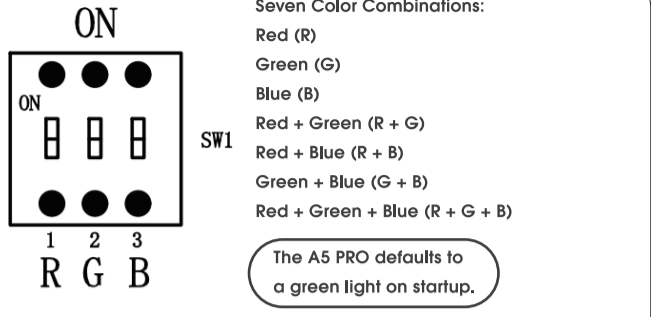 ON
ON
SW1
1 2 3
R G B
Seven Color Combinations:
Red (R)
Green (G)
Blue (B)
Red + Green (R + G)
Red + Blue (R + B)
Green + Blue (G + B)
Red + Green + Blue (R + G + B)
The A5 PRO defaults to
a green light on startup.